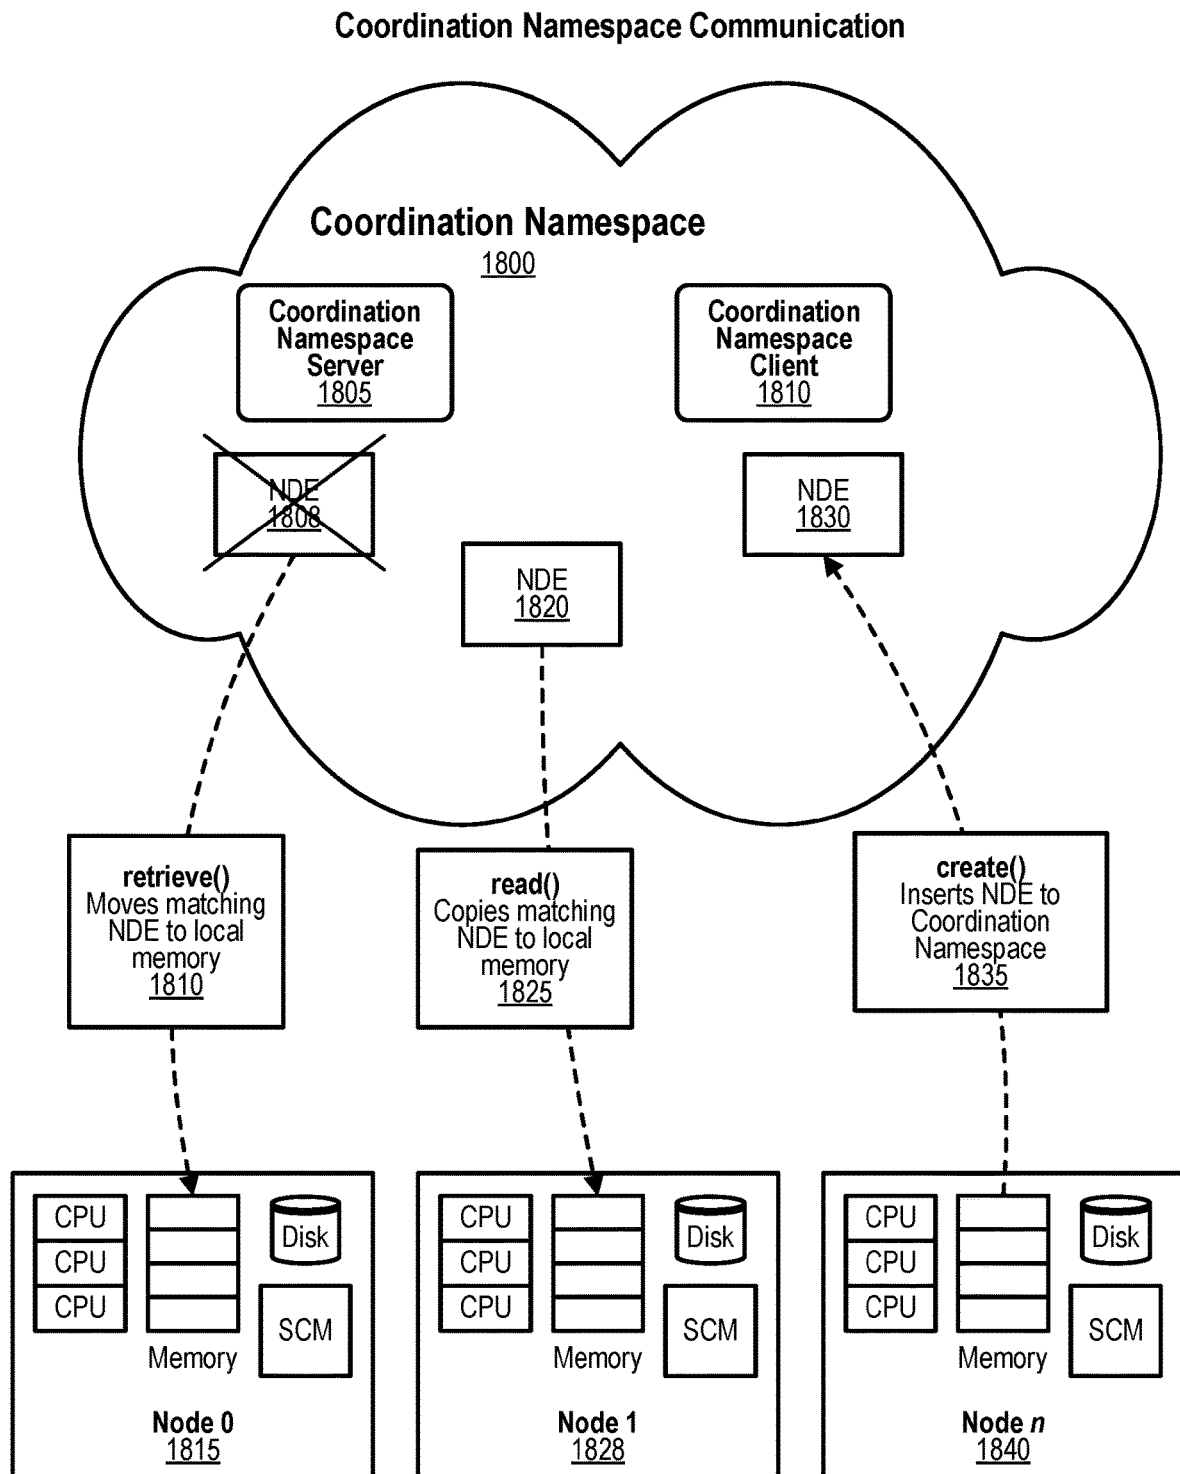 Coordination Namespace Communication
Coordination Namespace
1800
Coordination
Namespace
Server
1805
Coordination
Namespace
Client
1810
NDE
1808
NDE
1820
NDE
1830
retrieve()
Moves matching
NDE to local
memory
1810
read()
Copies matching
NDE to local
memory
1825
create()
Inserts NDE to
Coordination
Namespace
1835
CPU
CPU
CPU
Memory
Disk
SCM
Node 0
1815
CPU
CPU
CPU
Memory
Disk
SCM
Node 1
1828
CPU
CPU
CPU
Memory
Disk
SCM
Node n
1840